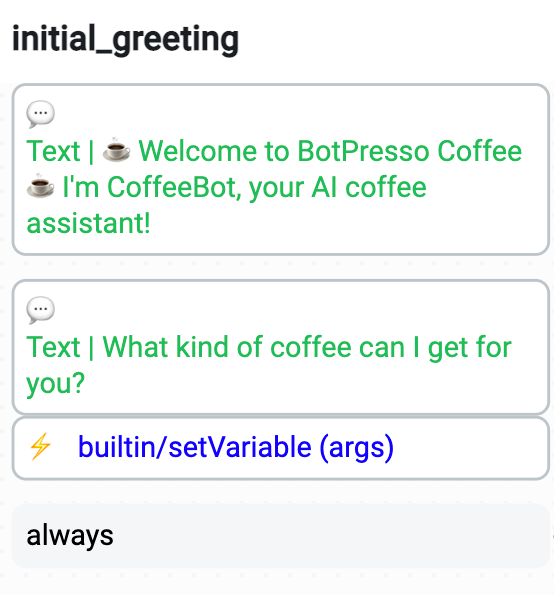 initial_greeting
Text | ☕ Welcome to BotPresso Coffee
☕ I'm CoffeeBot, your AI coffee
assistant!
Text | What kind of coffee can I get for
you?
⚡ builtin/setVariable (args)
always